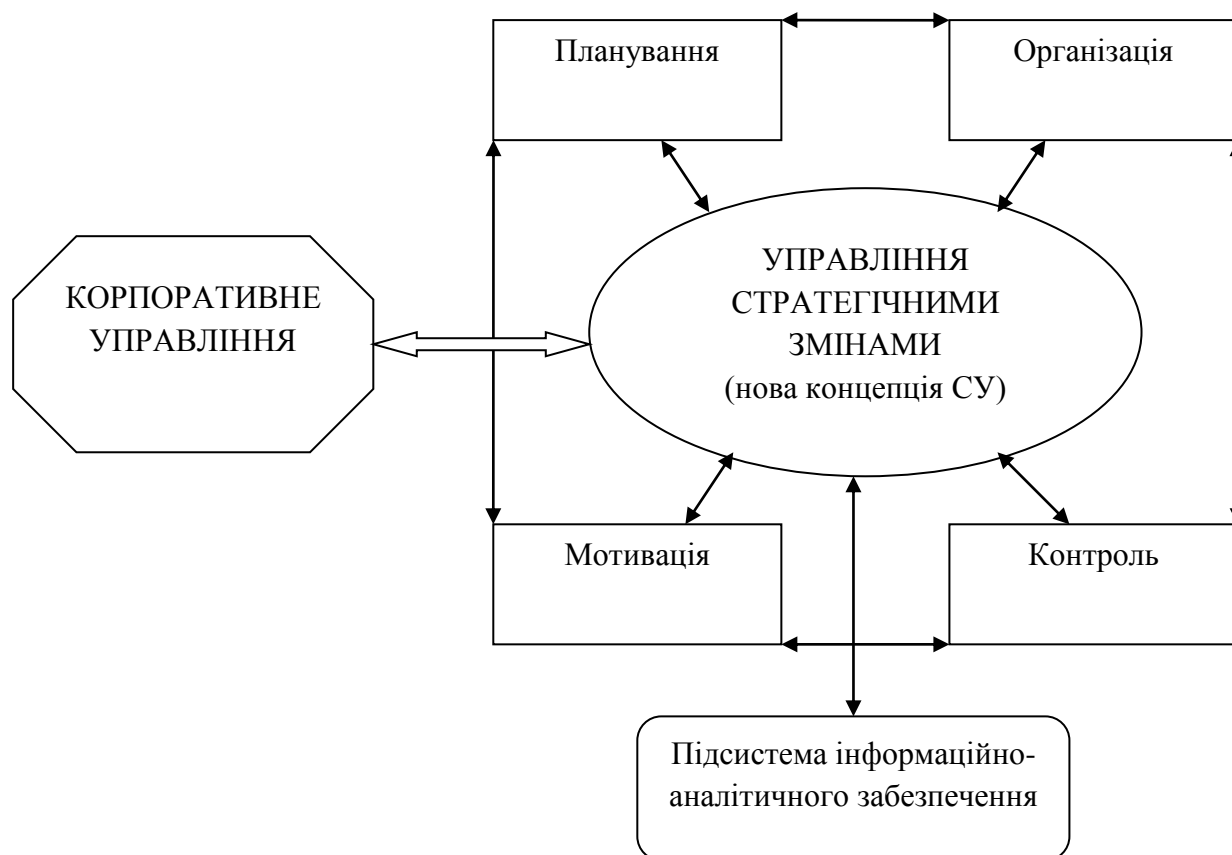 Планування
Організація
КОРПОРАТИВНЕ
УПРАВЛІННЯ
УПРАВЛІННЯ
СТРАТЕГІЧНИМИ
ЗМІНАМИ
(нова концепція СУ)
Мотивація
Контроль
Підсистема інформаційно-
аналітичного забезпечення